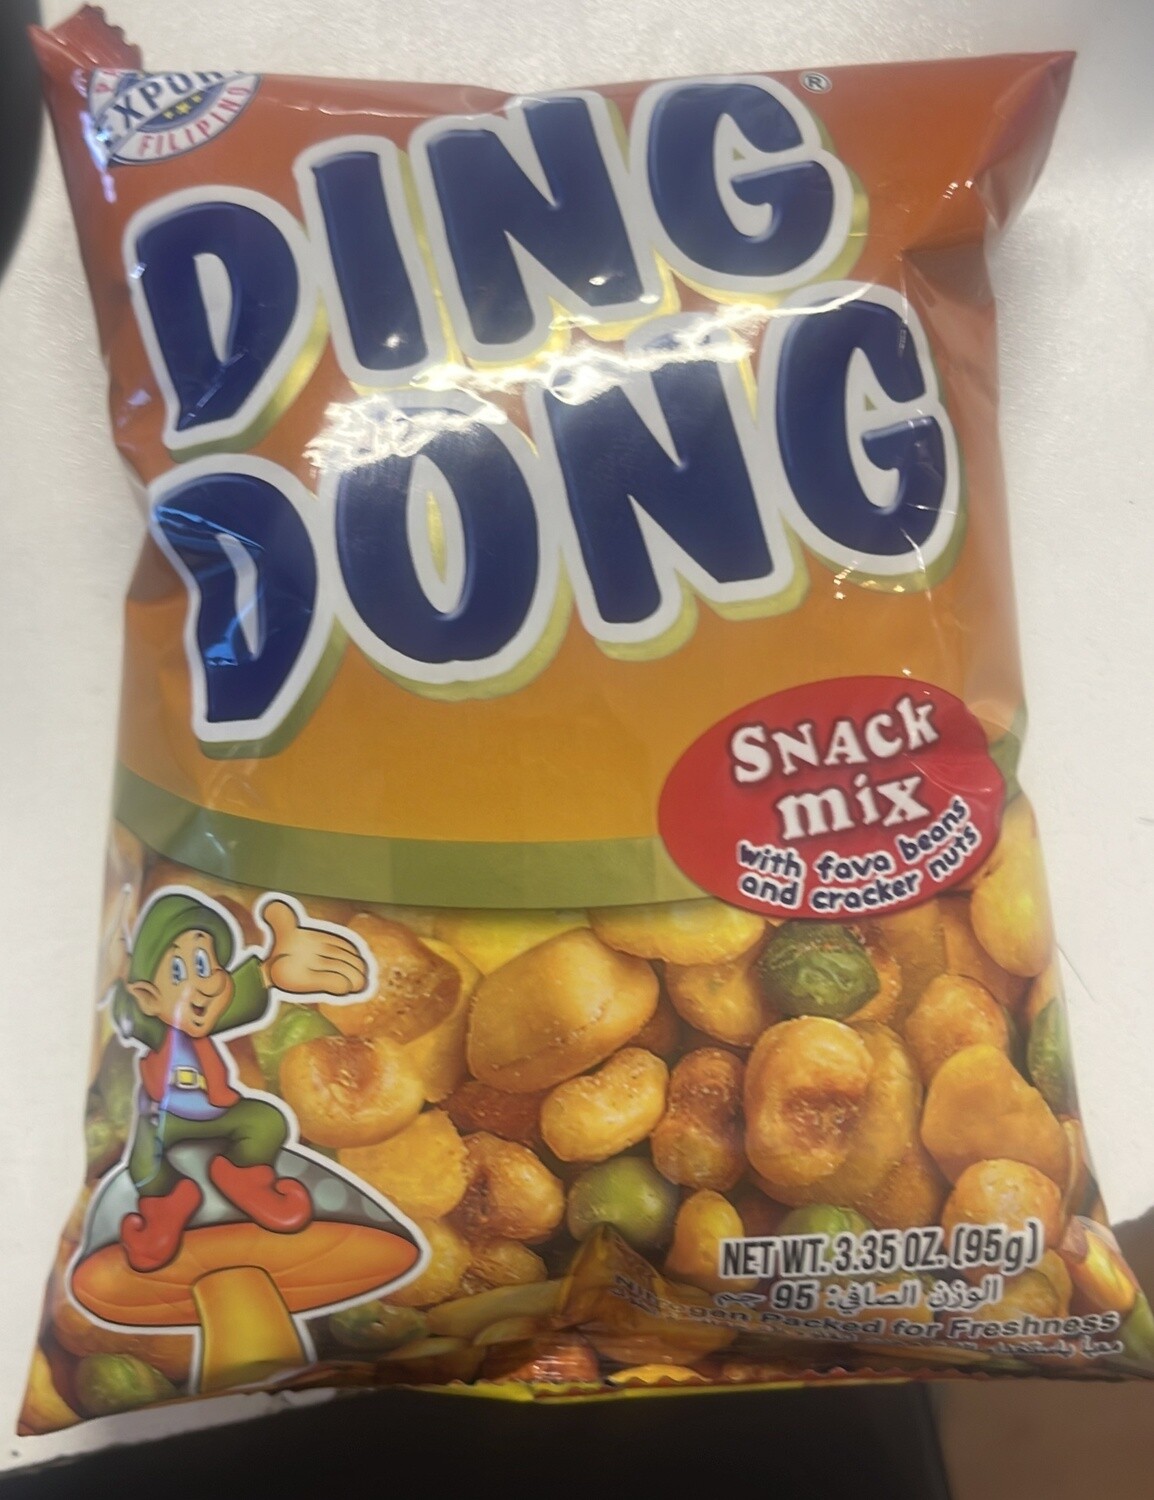 EXPORT
FILIPINO
DING ®
DONG
SNACK
mix
with fava beans
and cracker nuts
NET WT. 3.35 OZ. (95g)
الوزن الصافي: 95 جم
Nitrogen Packed for Freshness